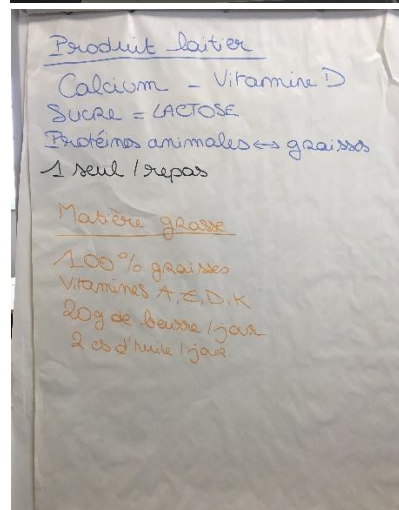 Produit laitier
Calcium - Vitamine D
SUCRE = LACTOSE
Protéines animales ↔ graisses
1 seul / repas
Matière grasse
100% graisses
Vitamines A, E, D, K
20g de beurre / jour
2 cs d'huile / jour